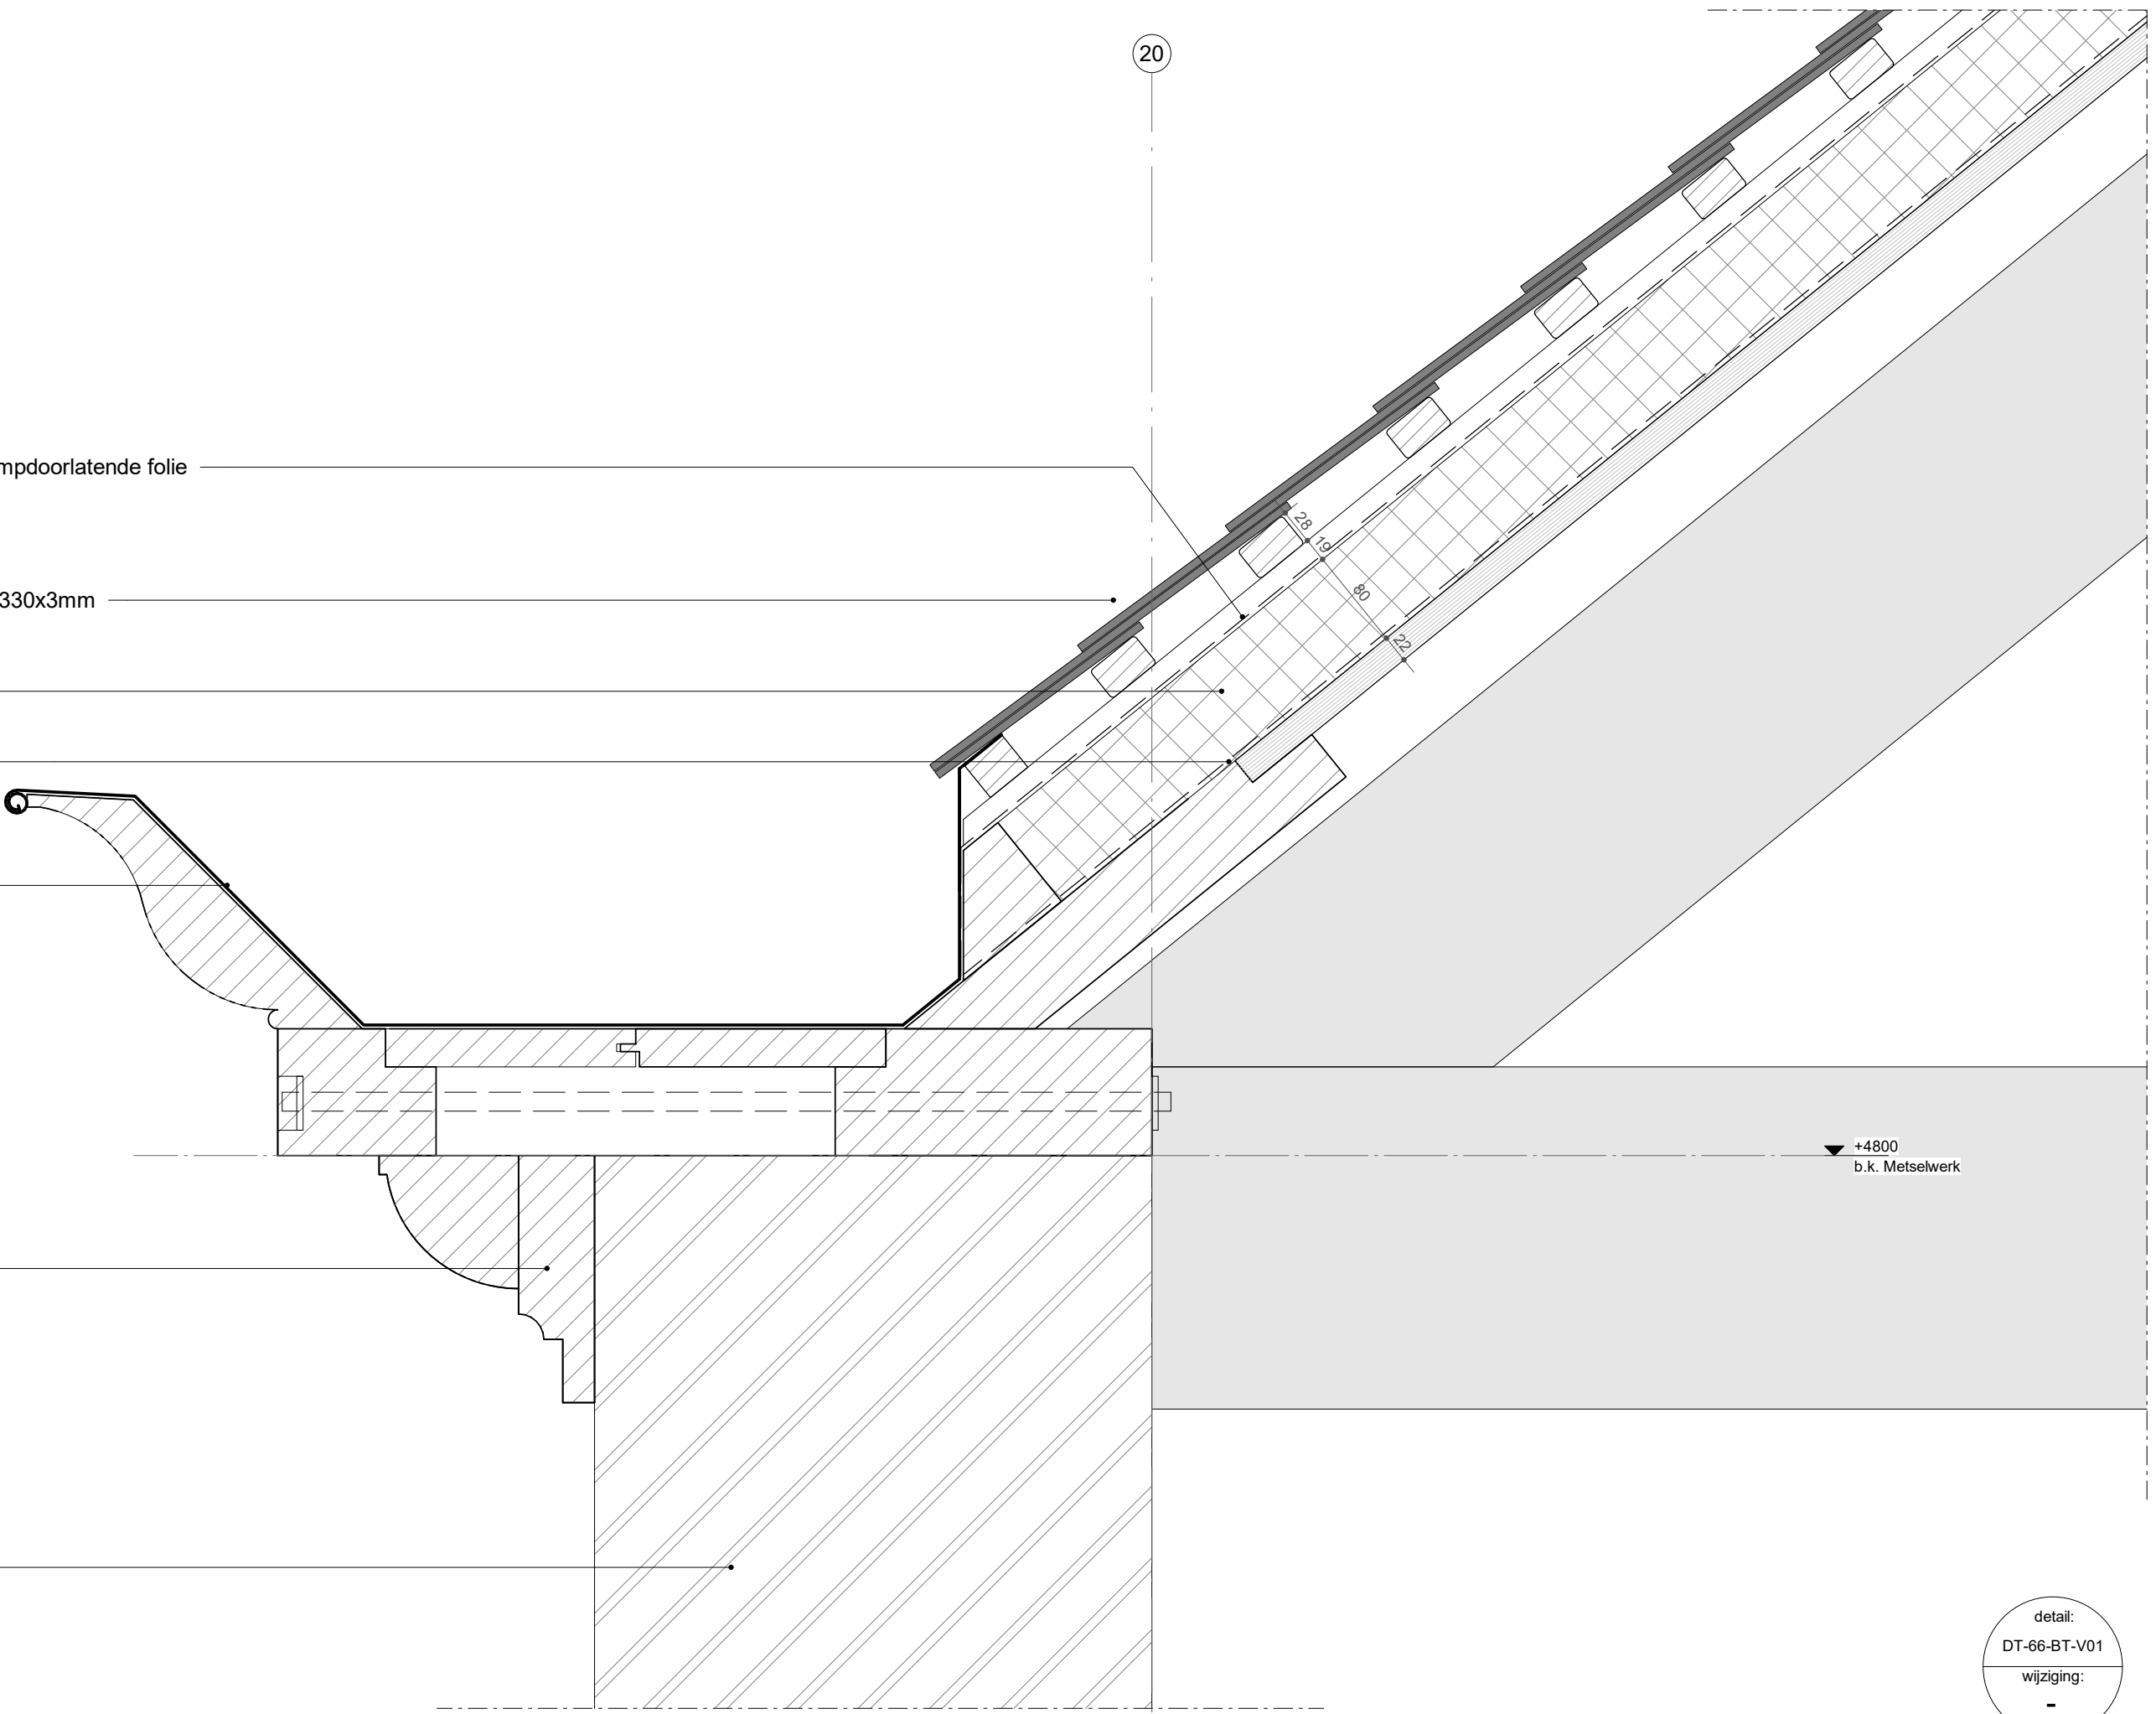 20
mpdoorlatende folie
28
19
330x3mm
80
22
+4800
b.k. Metselwerk
detail:
DT-66-BT-V01
wijziging:
-